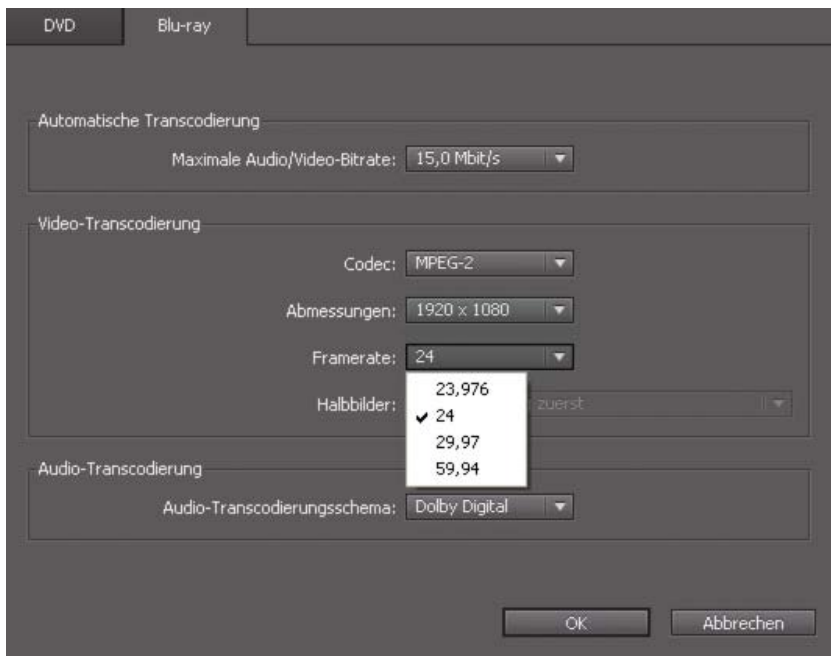 DVD Blu-ray
Automatische Transcodierung
Maximale Audio/Video-Bitrate: 15,0 Mbit/s
Video-Transcodierung
Codec: MPEG-2
Abmessungen: 1920 x 1080
Framerate: 24
23,976
Halbbilder: zuerst
24
29,97
59,94
Audio-Transcodierung
Audio-Transcodierungsschema: Dolby Digital
OK Abbrechen